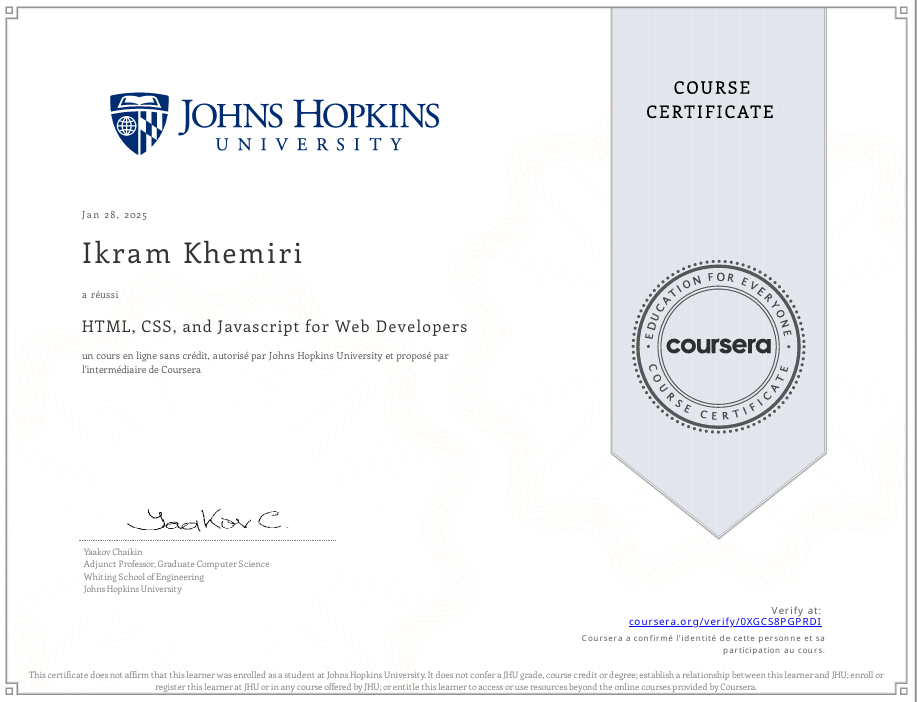 JOHNS HOPKINS
UNIVERSITY
COURSE
CERTIFICATE
Jan 28, 2025
Ikram Khemiri
a réussi
HTML, CSS, and Javascript for Web Developers
un cours en ligne sans crédit, autorisé par Johns Hopkins University et proposé par
l'intermédiaire de Coursera
EDUCATION FOR EVERYONE
coursera
COURSE CERTIFICATE
Yaakov C.
Yaakov Chaikin
Adjunct Professor, Graduate Computer Science
Whiting School of Engineering
Johns Hopkins University
Verify at:
coursera.org/verify/0XGCS8PGPRDI
Coursera a confirmé l'identité de cette personne et sa
participation au cours.
This certificate does not affirm that this learner was enrolled as a student at Johns Hopkins University. It does not confer a JHU grade, course credit or degree; establish a relationship between this learner and JHU; enroll or
register this learner at JHU or in any course offered by JHU; or entitle this learner to access or use resources beyond the online courses provided by Coursera.